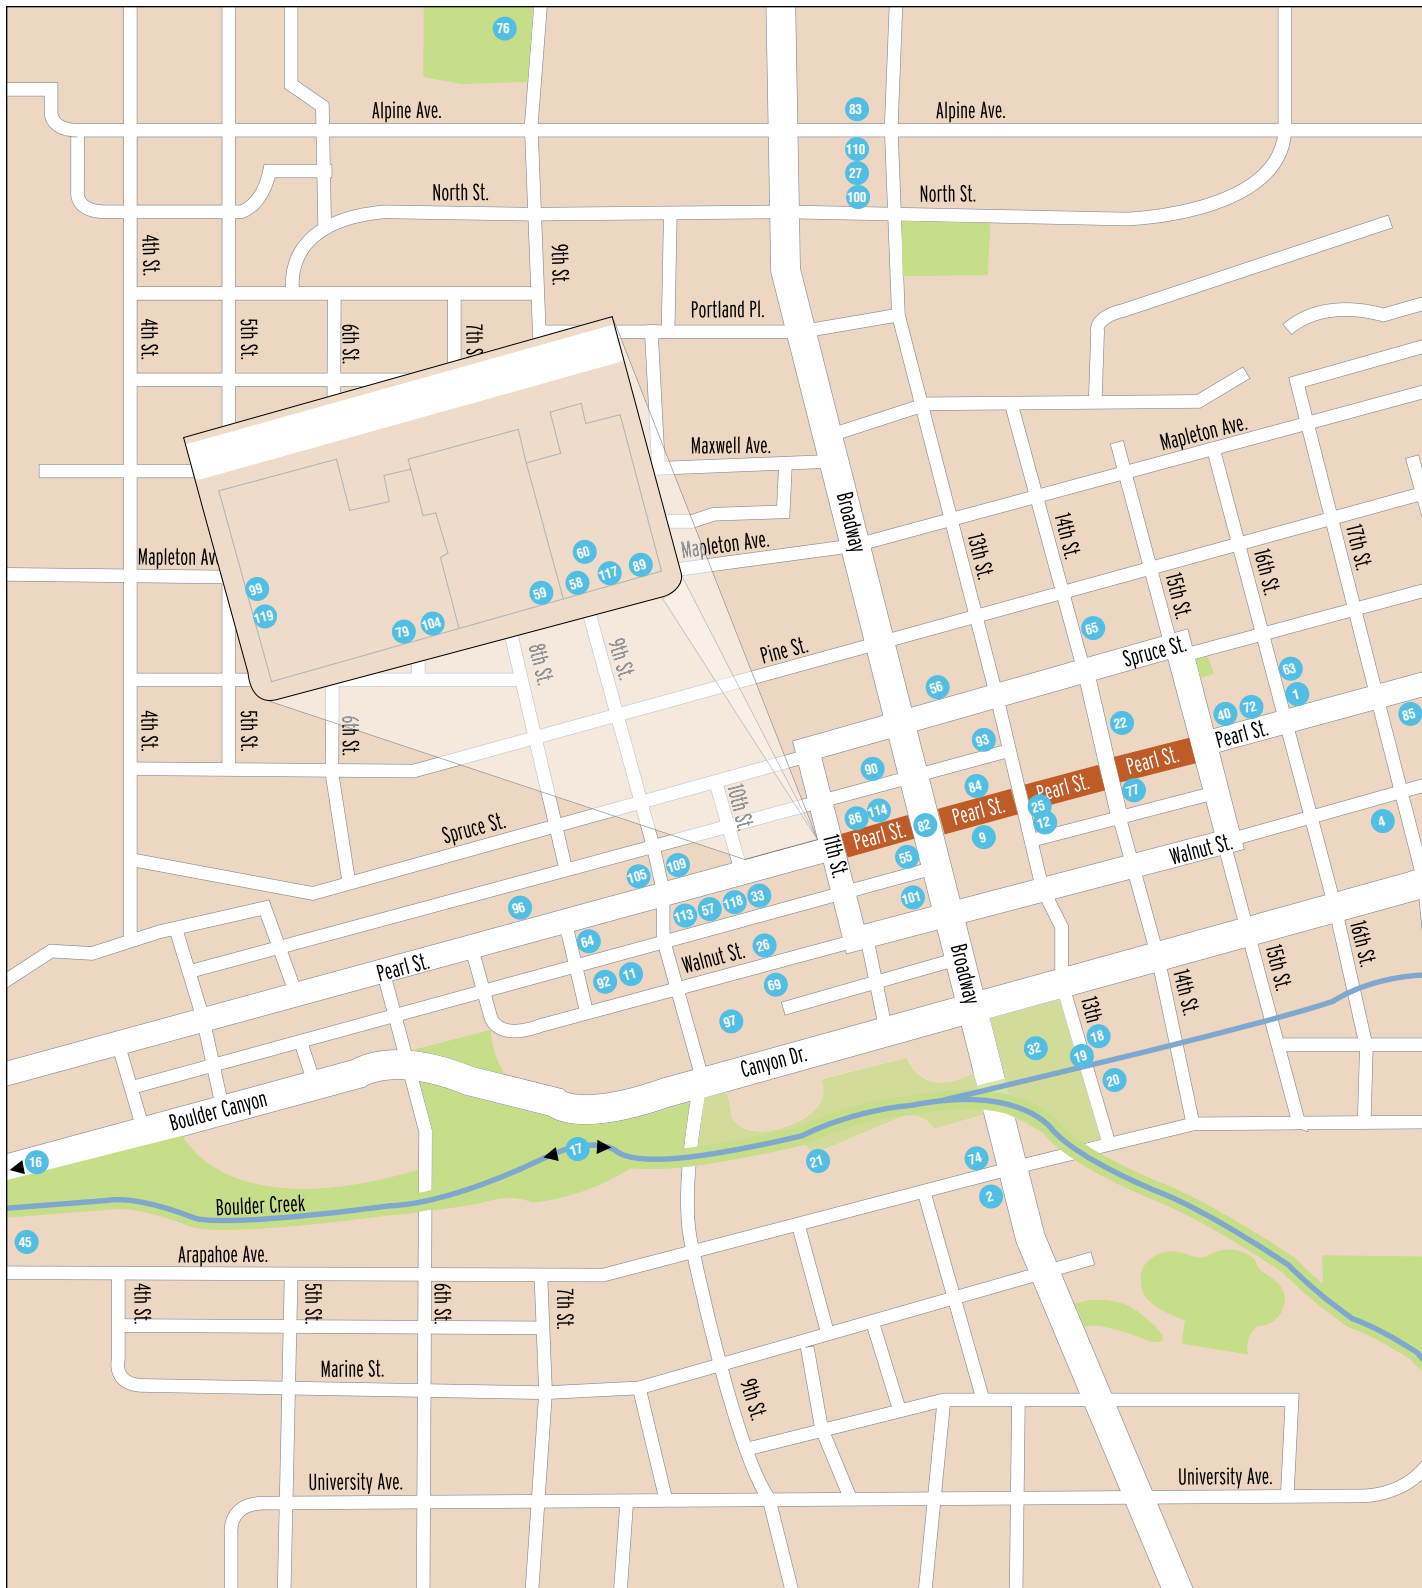 76
83
Alpine Ave.
Alpine Ave.
110
27
100
North St.
North St.
4th St.
9th St.
Portland Pl.
4th St.
5th St.
6th St.
7th S
Maxwell Ave.
Mapleton Ave.
Broadway
14th St.
13th St.
17th St.
16th St.
15th St.
Mapleton Av
Mapleton Ave.
60
89
117
58
59
99
119
104
79
65
Pine St.
Spruce St.
8th St.
9th St.
56
63
1
4th St.
5th St.
6th St.
40
72
85
22
93
Pearl St.
Pearl St.
90
84
Pearl St.
77
10th St.
Pearl St.
25
12
86
114
82
Pearl St.
9
4
Spruce St.
11th St.
55
Walnut St.
105
109
101
96
113
57
118
33
64
26
Walnut St.
Pearl St.
92
11
69
Broadway
16th St.
15th St.
14th St.
13th
97
18
32
19
20
Canyon Dr.
Boulder Canyon
17
16
21
74
2
Boulder Creek
45
Arapahoe Ave.
4th St.
5th St.
6th St.
7th St.
Marine St.
9th St.
University Ave.
University Ave.